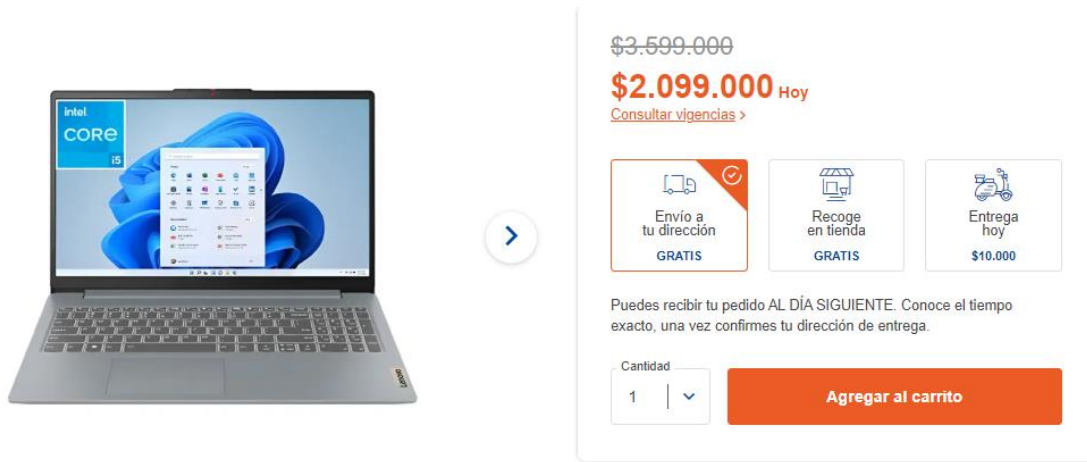 intel
CORE
i5
Lenovo
$3.599.000
$2.099.000 Hoy
Consultar vigencias >
Envío a
tu dirección
GRATIS
Recoge
en tienda
GRATIS
Entrega
hoy
$10.000
Puedes recibir tu pedido AL DÍA SIGUIENTE. Conoce el tiempo
exacto, una vez confirmes tu dirección de entrega.
Cantidad
1
Agregar al carrito